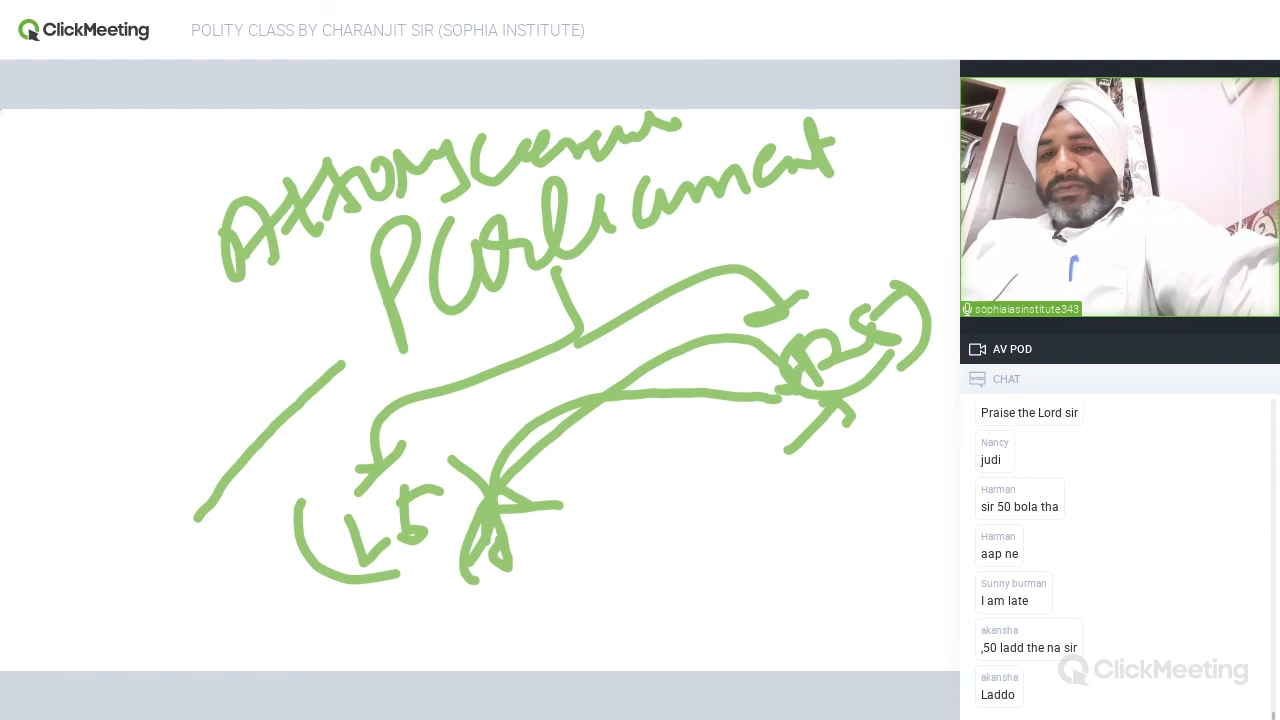 ClickMeeting
POLITY CLASS BY CHARANJIT SIR (SOPHIA INSTITUTE)
Parliament
(LS
(RS)
sophiaiasinstitute343
AV POD
CHAT
Praise the Lord sir
Nancy
judi
Harman
sir 50 bola tha
Harman
aap ne
Sunny burman
I am late
akansha
,50 ladd the na sir
akansha
Laddo
ClickMeeting